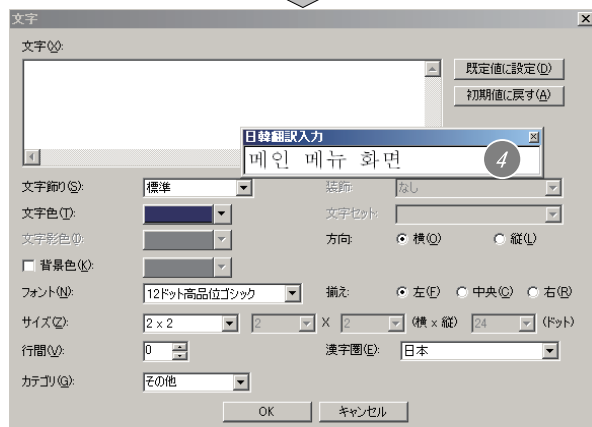 文字
文字(X):
既定値に設定(D)
初期値に戻す(A)
日韓翻訳入力
메인 메뉴 화면
4
文字飾り(S): 標準 装飾: なし
文字色(T): 文字セット:
文字影色(I): 方向: 横(O) 縦(L)
背景色(K):
フォント(N): 12ドット高品位ゴシック 揃え: 左(F) 中央(C) 右(R)
サイズ(Z): 2 x 2 2 X 2 (横 x 縦) 24 (ドット)
行間(V): 0 漢字圏(E): 日本
カテゴリ(G): その他
OK キャンセル